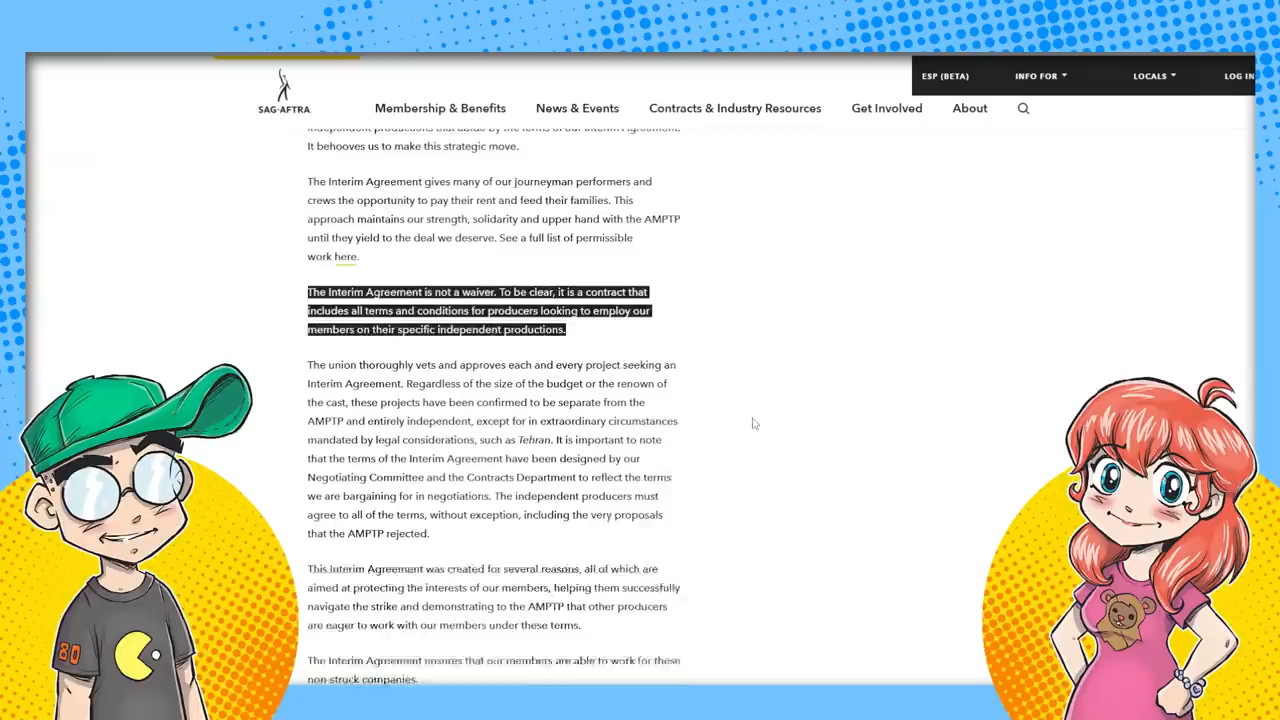 ESP (BETA)
INFO FOR
LOCALS
LOG IN
SAG·AFTRA
Membership & Benefits
News & Events
Contracts & Industry Resources
Get Involved
About
independent productions that abide by the terms of our Interim Agreement.
It behooves us to make this strategic move.
The Interim Agreement gives many of our journeyman performers and
crews the opportunity to pay their rent and feed their families. This
approach maintains our strength, solidarity and upper hand with the AMPTP
until they yield to the deal we deserve. See a full list of permissible
work here.
The Interim Agreement is not a waiver. To be clear, it is a contract that
includes all terms and conditions for producers looking to employ our
members on their specific independent productions.
The union thoroughly vets and approves each and every project seeking an
Interim Agreement. Regardless of the size of the budget or the renown of
the cast, these projects have been confirmed to be separate from the
AMPTP and entirely independent, except for in extraordinary circumstances
mandated by legal considerations, such as Tehran. It is important to note
that the terms of the Interim Agreement have been designed by our
Negotiating Committee and the Contracts Department to reflect the terms
we are bargaining for in negotiations. The independent producers must
agree to all of the terms, without exception, including the very proposals
that the AMPTP rejected.
This Interim Agreement was created for several reasons, all of which are
aimed at protecting the interests of our members, helping them successfully
navigate the strike and demonstrating to the AMPTP that other producers
are eager to work with our members under these terms.
The Interim Agreement ensures that our members are able to work for these
non-struck companies.
80